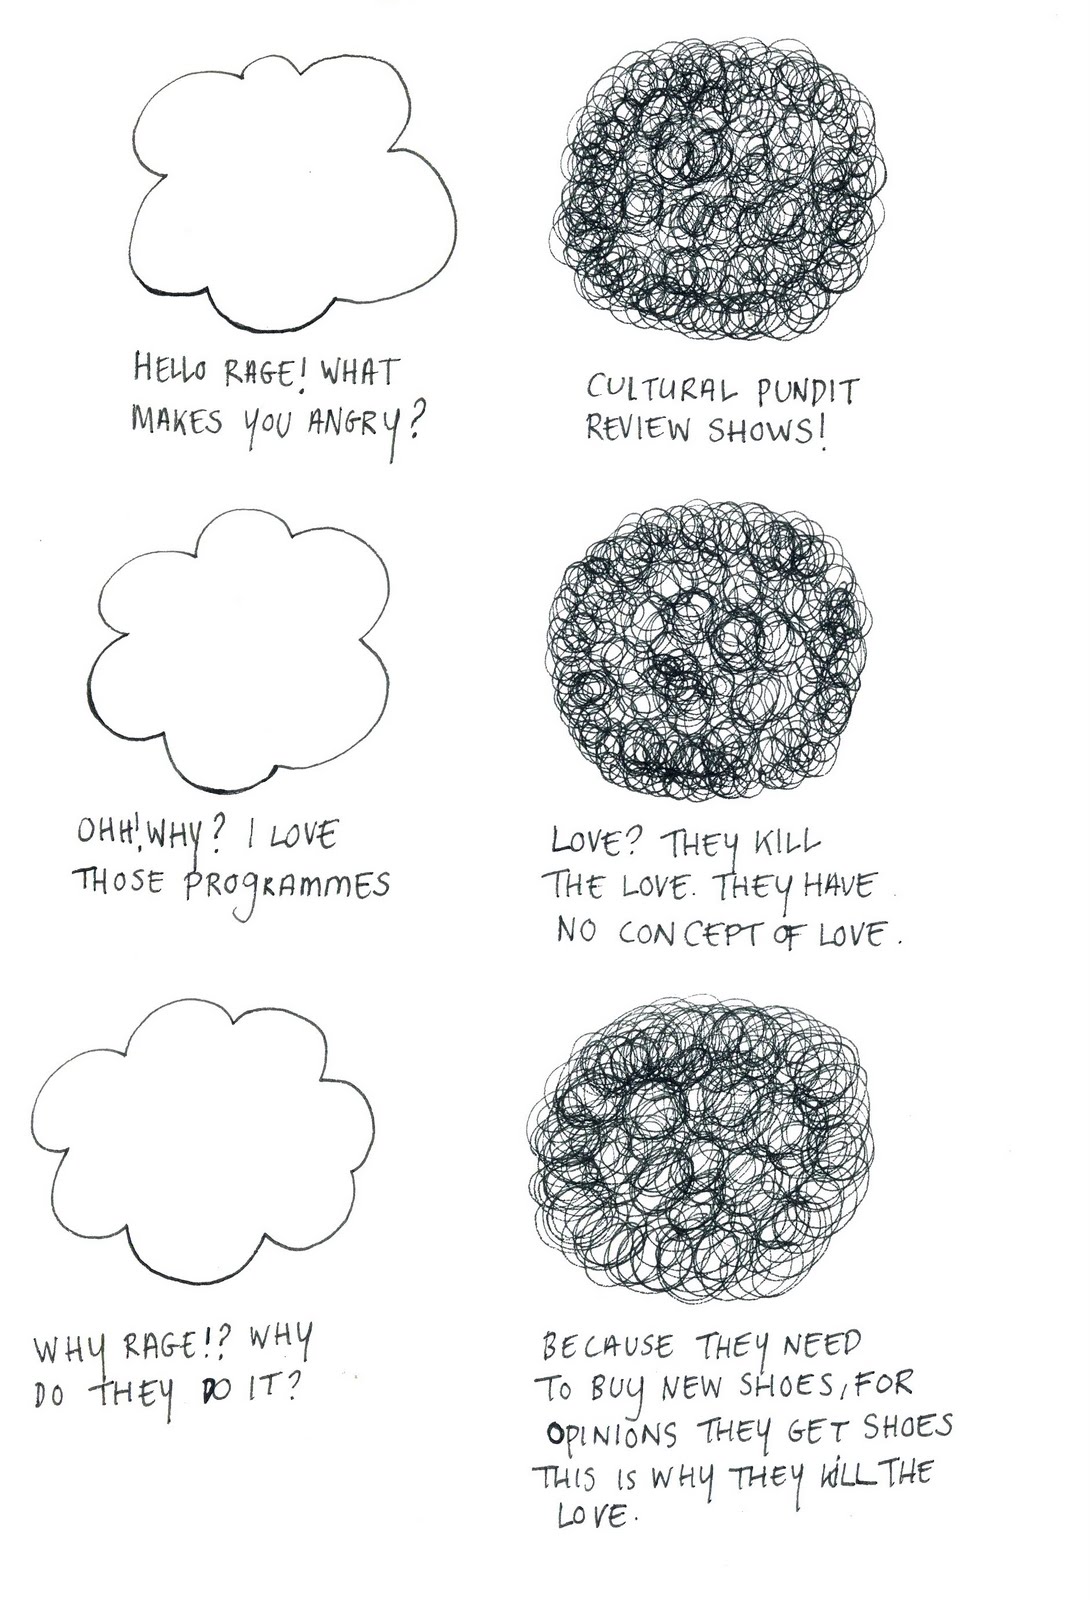 HELLO RAGE! WHAT
MAKES YOU ANGRY?
CULTURAL PUNDIT
REVIEW SHOWS!
OHH! WHY? I LOVE
THOSE PROgRAMMES
LOVE? THEY KILL
THE LOVE. THEY HAVE
NO CONCEPT OF LOVE.
WHY RAGE!? WHY
DO THEY DO IT?
BECAUSE THEY NEED
TO BUY NEW SHOES, FOR
OPINIONS THEY GET SHOES
THIS IS WHY THEY KILL THE
LOVE.